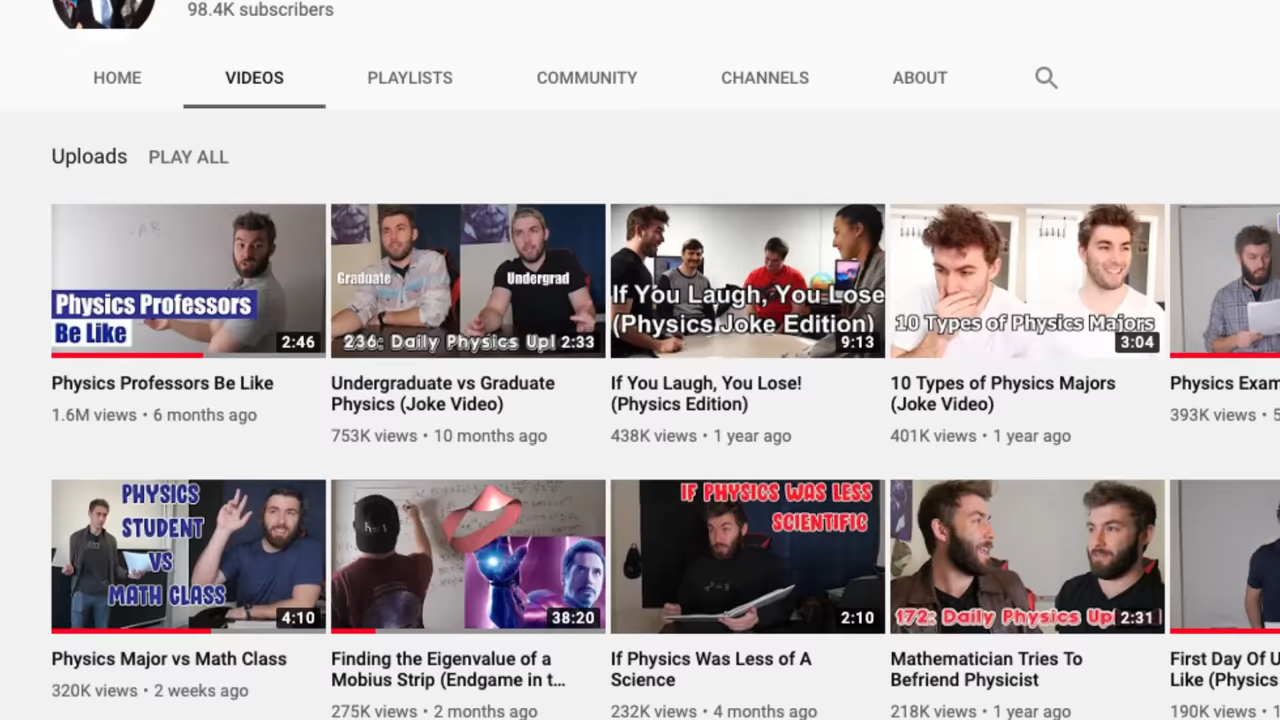 98.4K subscribers
HOME VIDEOS PLAYLISTS COMMUNITY CHANNELS ABOUT
Uploads PLAY ALL
Physics Professors
Be Like
2:46
Graduate
Undergrad
236: Daily Physics Upl 2:33
If You Laugh, You Lose
(Physics Joke Edition)
9:13
10 Types of Physics Majors
3:04
Physics Professors Be Like
1.6M views • 6 months ago
Undergraduate vs Graduate
Physics (Joke Video)
753K views • 10 months ago
If You Laugh, You Lose!
(Physics Edition)
438K views • 1 year ago
10 Types of Physics Majors
(Joke Video)
401K views • 1 year ago
Physics Exam
393K views • 5
PHYSICS
STUDENT
VS
MATH CLASS
4:10
38:20
IF PHYSICS WAS LESS
SCIENTIFIC
2:10
172: Daily Physics Up 2:31
Physics Major vs Math Class
320K views • 2 weeks ago
Finding the Eigenvalue of a
Mobius Strip (Endgame in t...
275K views • 2 months ago
If Physics Was Less of A
Science
232K views • 4 months ago
Mathematician Tries To
Befriend Physicist
218K views • 1 year ago
First Day Of U
Like (Physics
190K views • 1